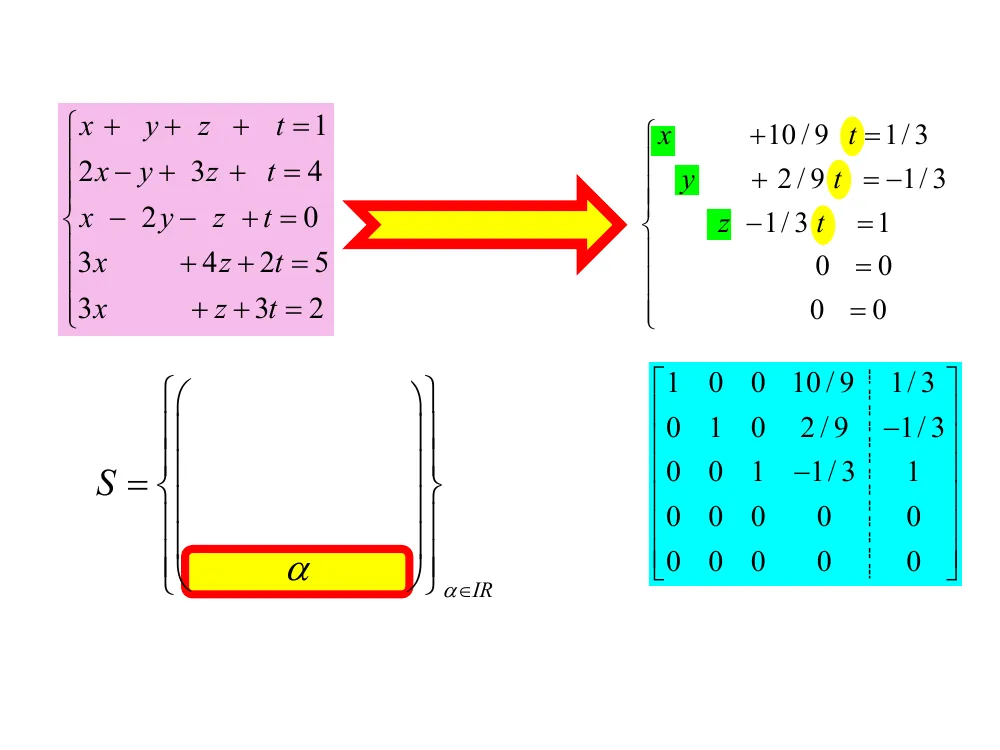 x + y + z + t = 1
2x − y + 3z + t = 4
x − 2y − z + t = 0
3x + 4z + 2t = 5
3x + z + 3t = 2
x +10 / 9 t = 1 / 3
y + 2 / 9 t = −1 / 3
z −1 / 3 t = 1
0 = 0
0 = 0
S =
α
α∈IR
1 0 0 10 / 9 1 / 3
0 1 0 2 / 9 −1 / 3
0 0 1 −1 / 3 1
0 0 0 0 0
0 0 0 0 0